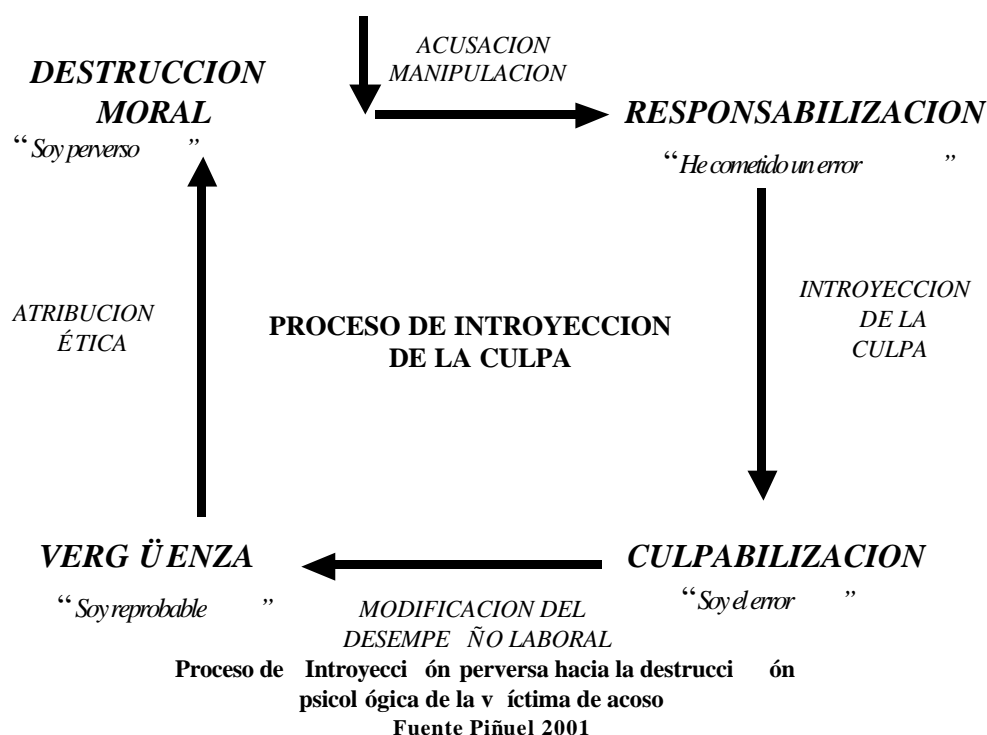 ACUSACION
MANIPULACION
DESTRUCCION
MORAL
“ Soy perverso ”
RESPONSABILIZACION
“ He cometido un error ”
ATRIBUCION
ÉTICA
PROCESO DE INTROYECCION
DE LA CULPA
INTROYECCION
DE LA
CULPA
VERG ÜENZA
“ Soy reprobable ”
CULPABILIZACION
“ Soy el error ”
MODIFICACION DEL
DESEMPE ÑO LABORAL
Proceso de Introyecci ón perversa hacia la destrucci ón
psicol ógica de la v íctima de acoso
Fuente Piñuel 2001